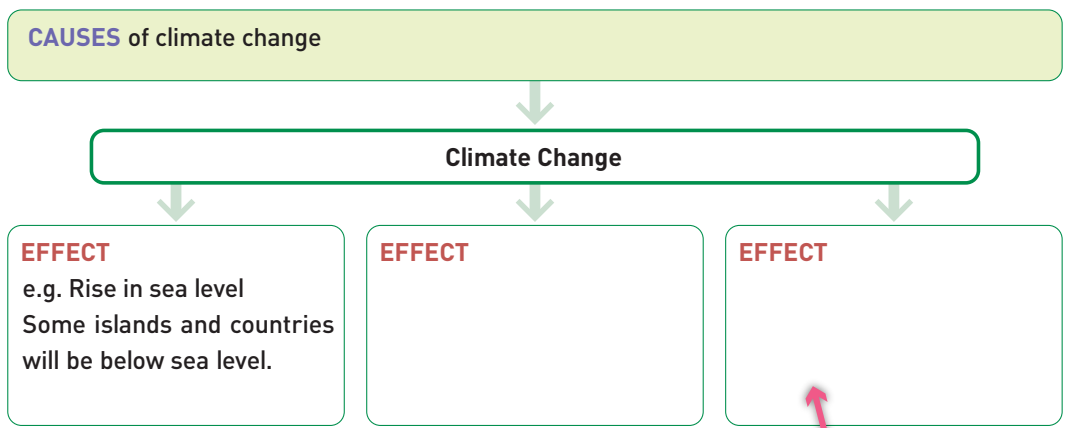 CAUSES of climate change
Climate Change
EFFECT
e.g. Rise in sea level
Some islands and countries
will be below sea level.
EFFECT
EFFECT